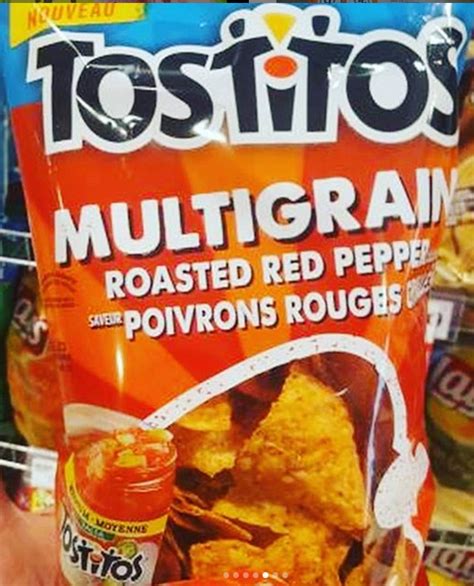 NOUVEAU
TOSTITOS
MULTIGRAIN
ROASTED RED PEPPER
SAVEUR POIVRONS ROUGES
MOYENNE
TOSTITOS